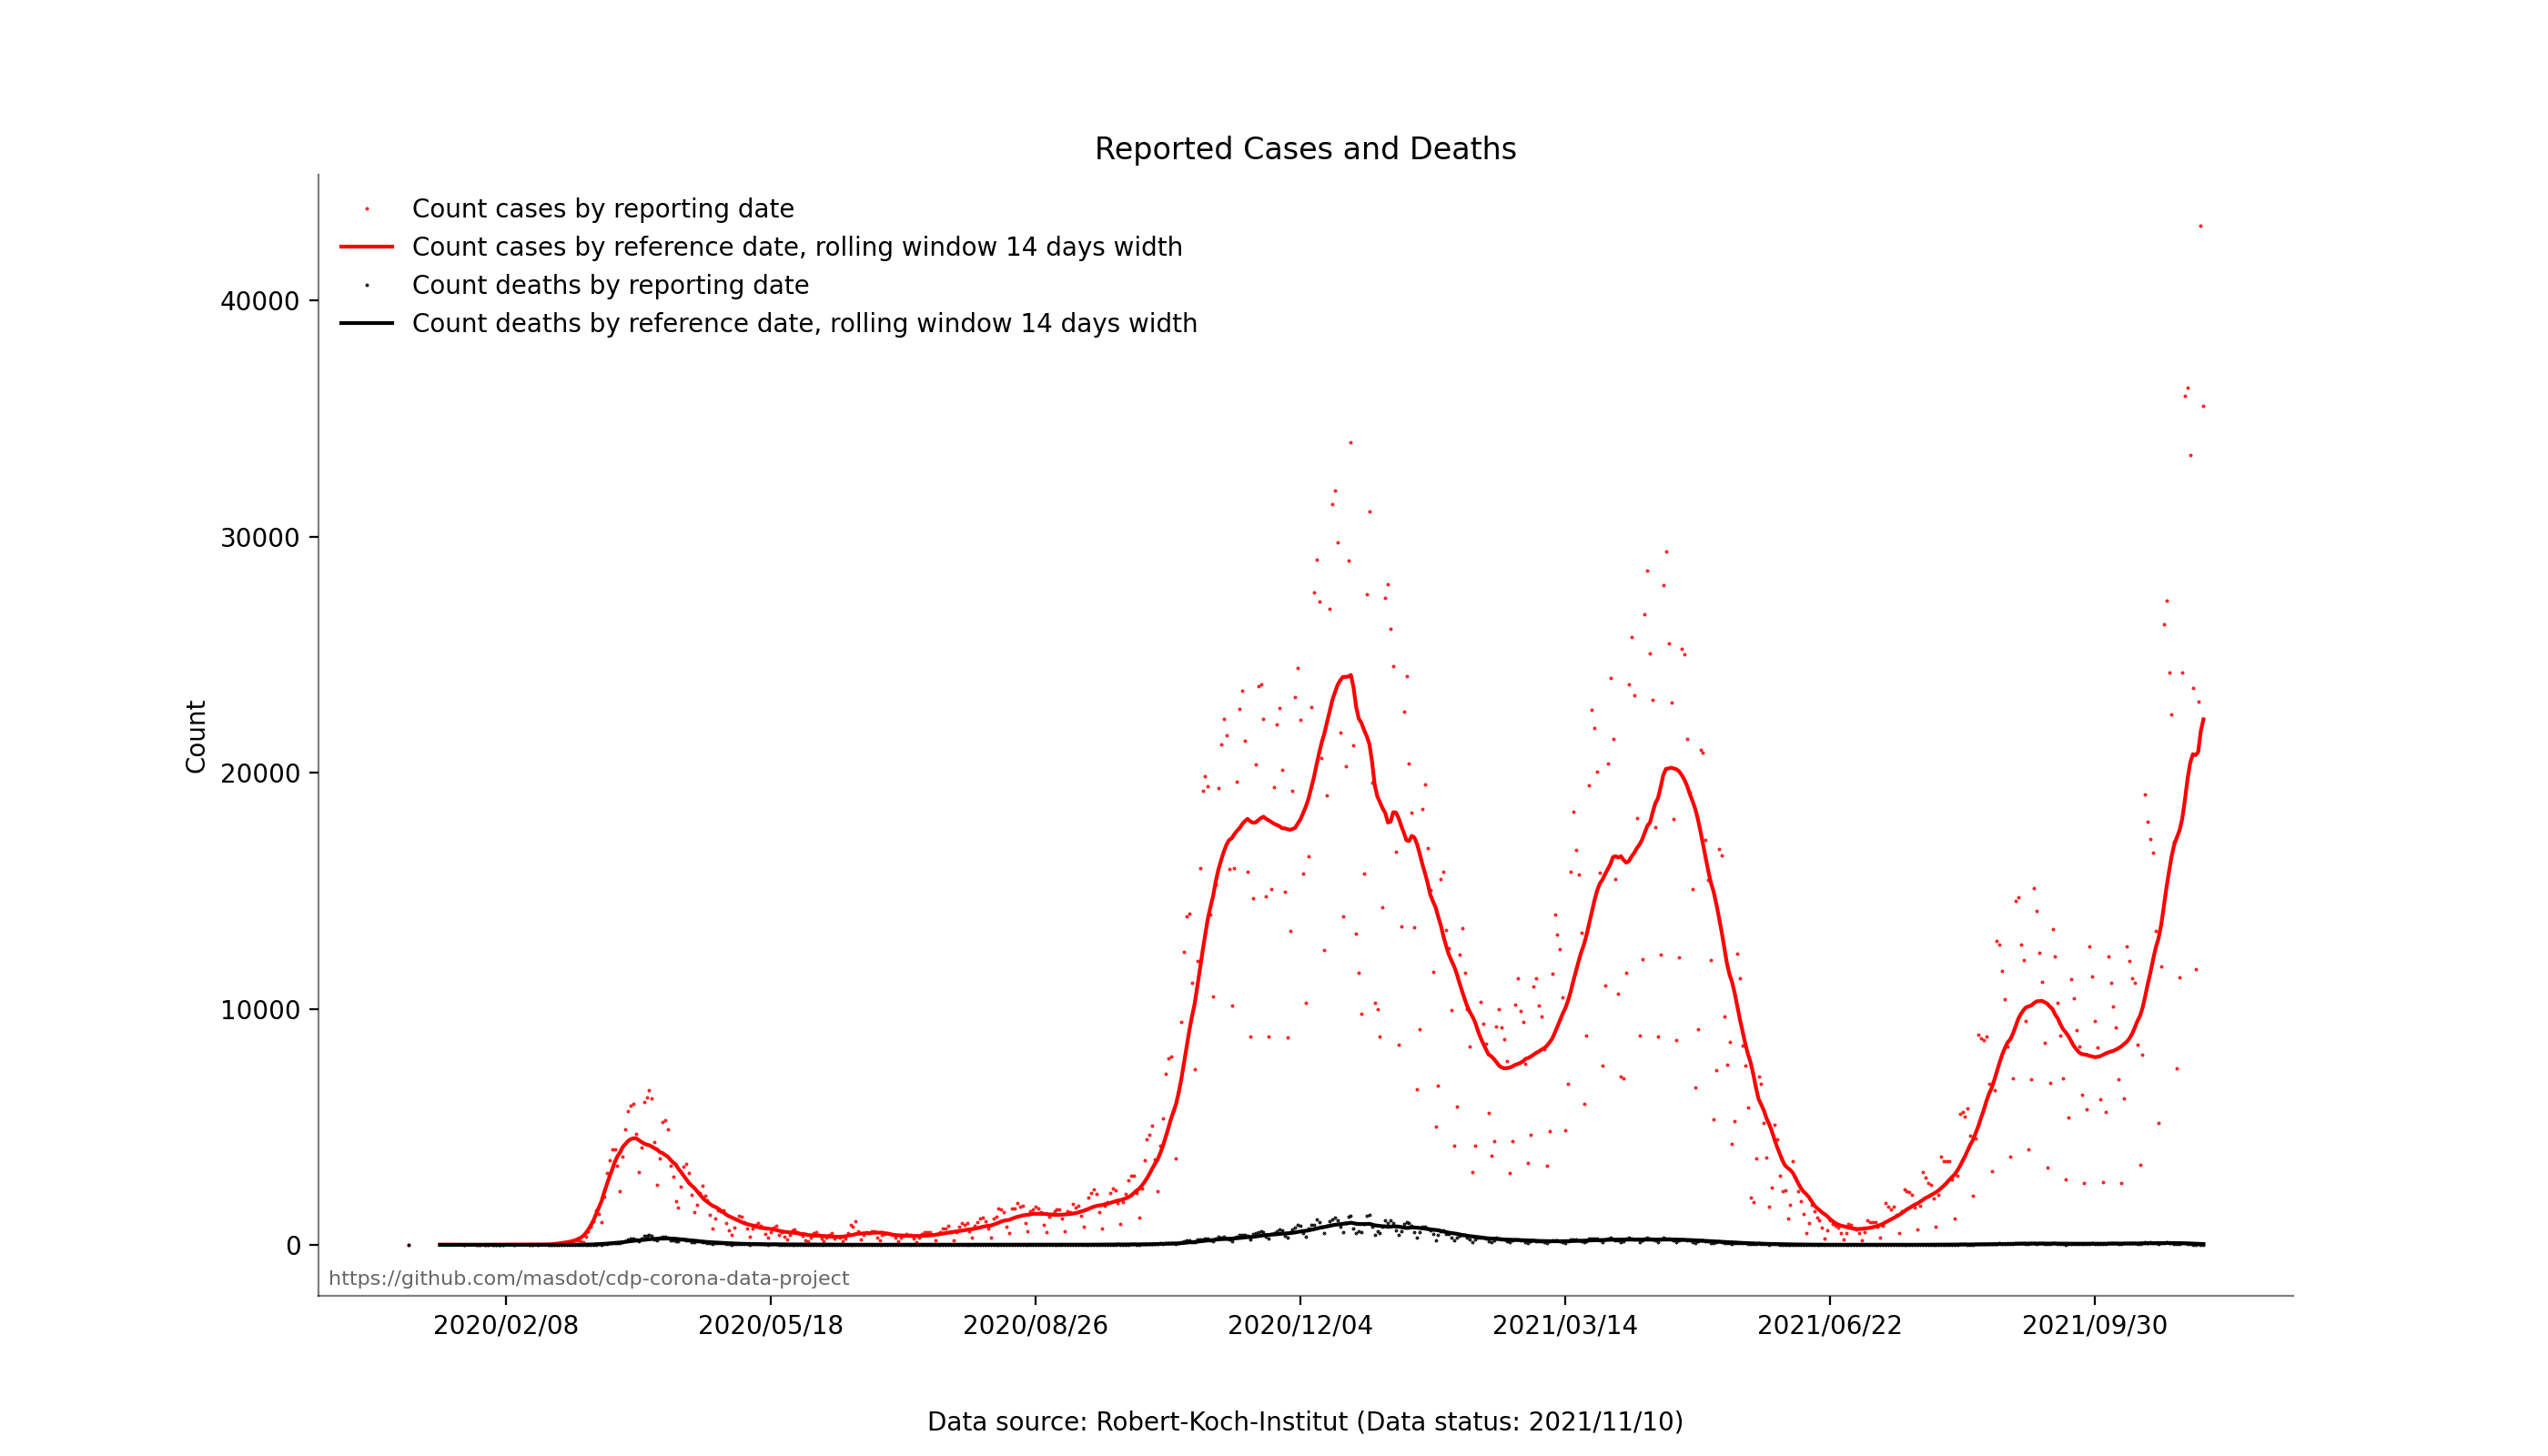 Reported Cases and Deaths
Count cases by reporting date
Count cases by reference date, rolling window 14 days width
Count deaths by reporting date
Count deaths by reference date, rolling window 14 days width
40000
30000
20000
10000
0
Count
https://github.com/masdot/cdp-corona-data-project
2020/02/08 2020/05/18 2020/08/26 2020/12/04 2021/03/14 2021/06/22 2021/09/30
Data source: Robert-Koch-Institut (Data status: 2021/11/10)